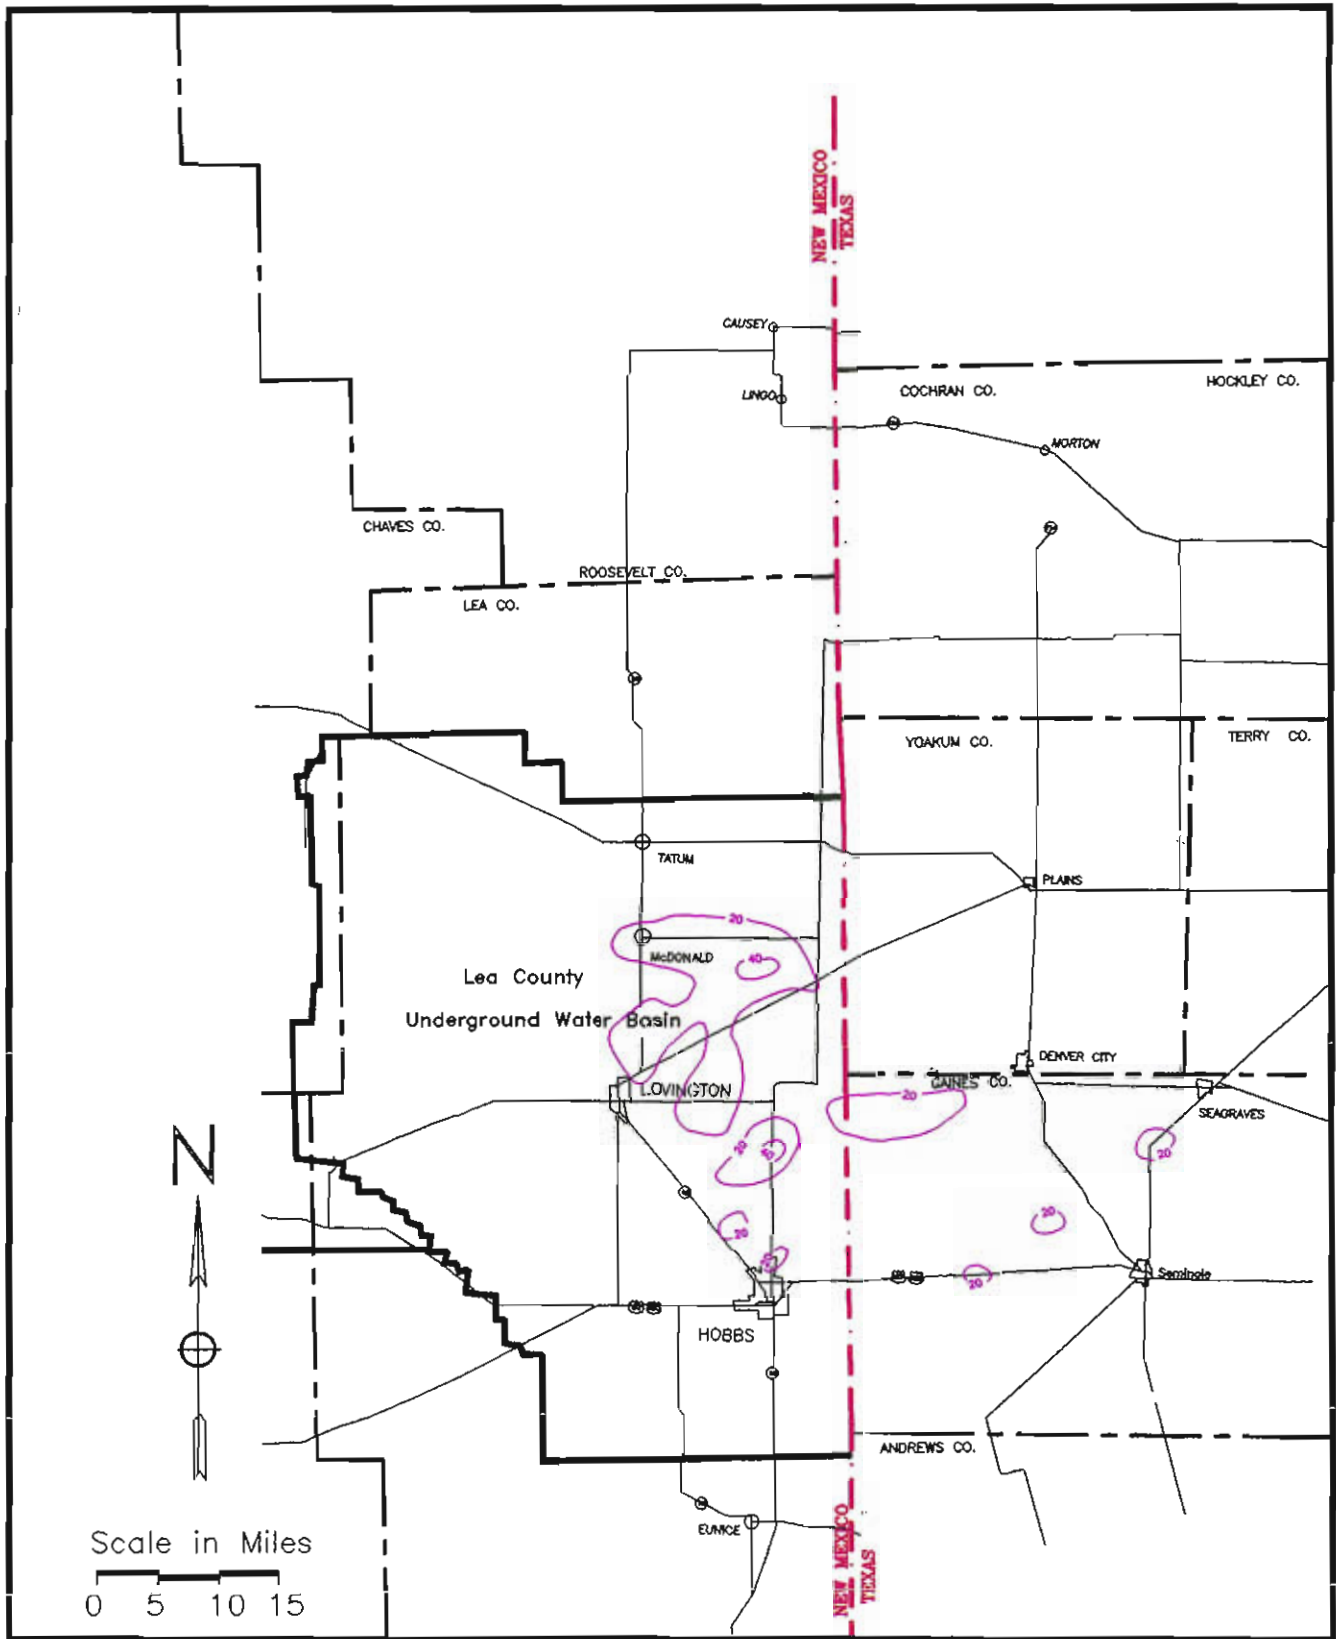 NEW MEXICO
TEXAS
CAUSEY
LINGO
COCHRAN CO.
HOCKLEY CO.
MORTON
CHAVES CO.
ROOSEVELT CO.
LEA CO.
YOAKUM CO.
TERRY CO.
TATUM
PLAINS
20
McDONALD
40
Lea County
Underground Water Basin
LOVINGTON
DENVER CITY
GAINES CO.
20
SEAGRAVES
N
20
20
20
20
20
20
Seminole
HOBBS
ANDREWS CO.
EUNICE
NEW MEXICO
TEXAS
Scale in Miles
0 5 10 15